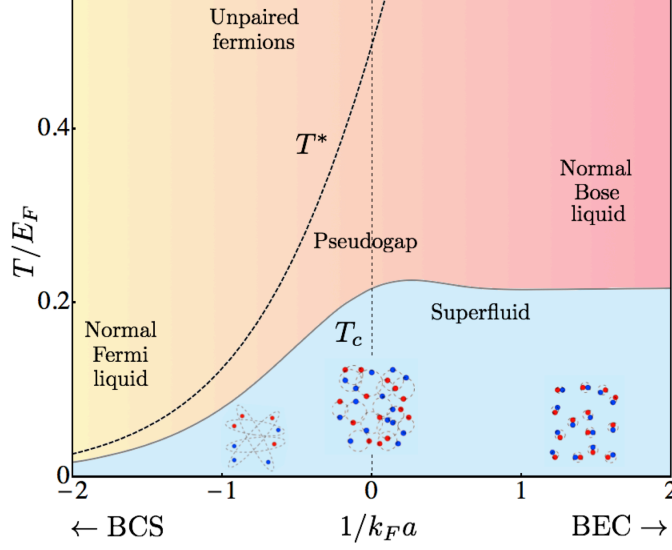 Unpaired
fermions
0.4
T*
Normal
Bose
liquid
T/E_F
Pseudogap
0.2
Superfluid
Normal
Fermi
liquid
T_c
0
−2
−1
0
1
2
← BCS
1/k_F a
BEC →